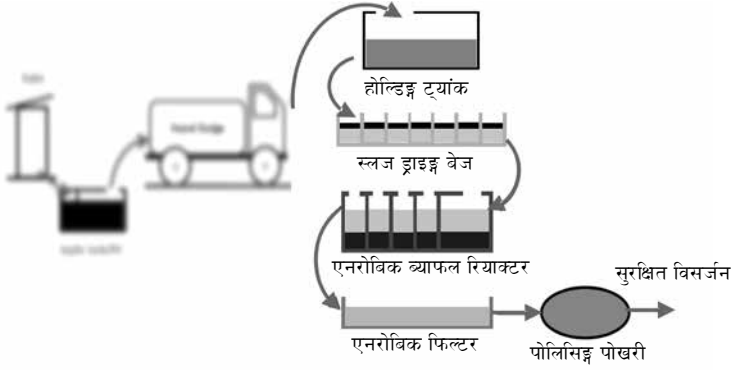 होल्डिङ्ग ट्यांक
स्लज ड्राइङ्ग वेज
एनरोबिक ब्याफल रियाक्टर
एनरोबिक फिल्टर
पोलिसिङ्ग पोखरी
सुरक्षित विसर्जन